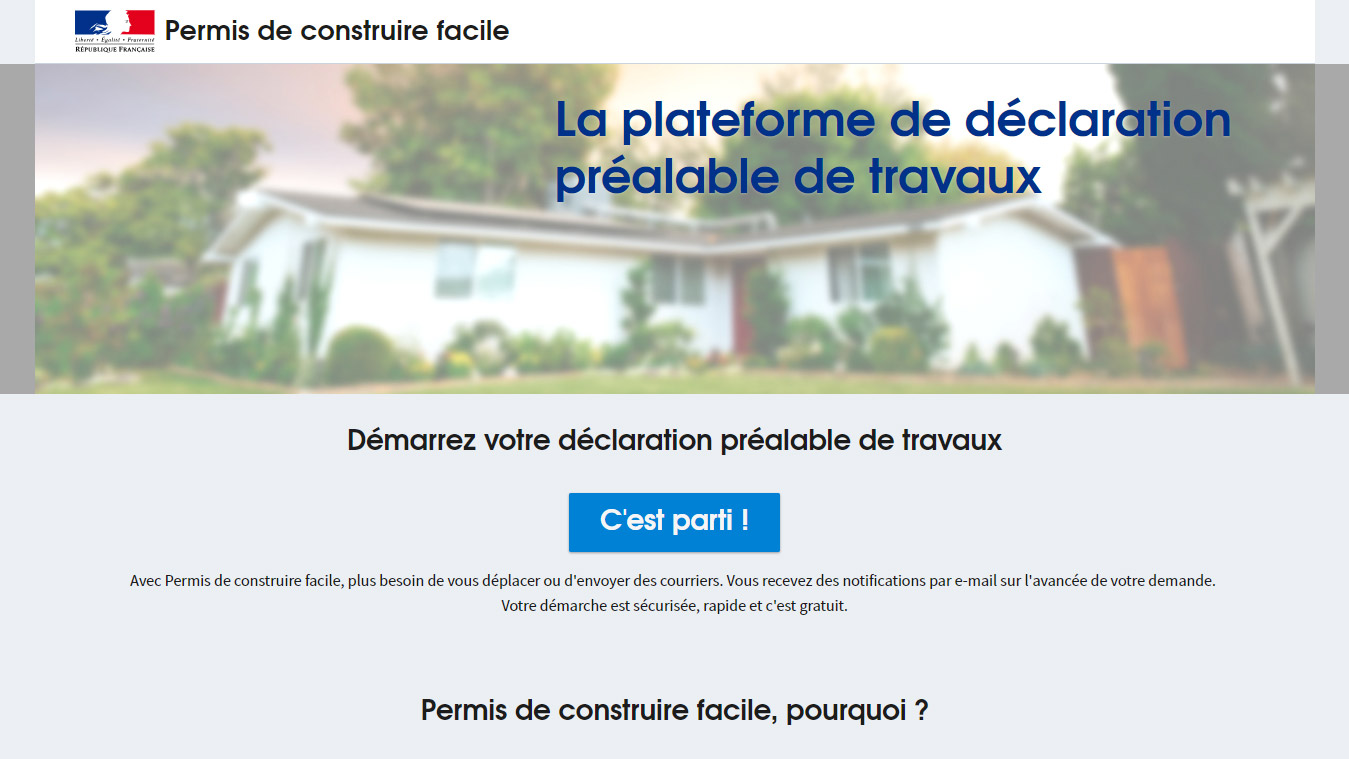 Liberté • Égalité • Fraternité
RÉPUBLIQUE FRANÇAISE
Permis de construire facile
La plateforme de déclaration
préalable de travaux
Démarrez votre déclaration préalable de travaux
C'est parti !
Avec Permis de construire facile, plus besoin de vous déplacer ou d'envoyer des courriers. Vous recevez des notifications par e-mail sur l'avancée de votre demande.
Votre démarche est sécurisée, rapide et c'est gratuit.
Permis de construire facile, pourquoi ?